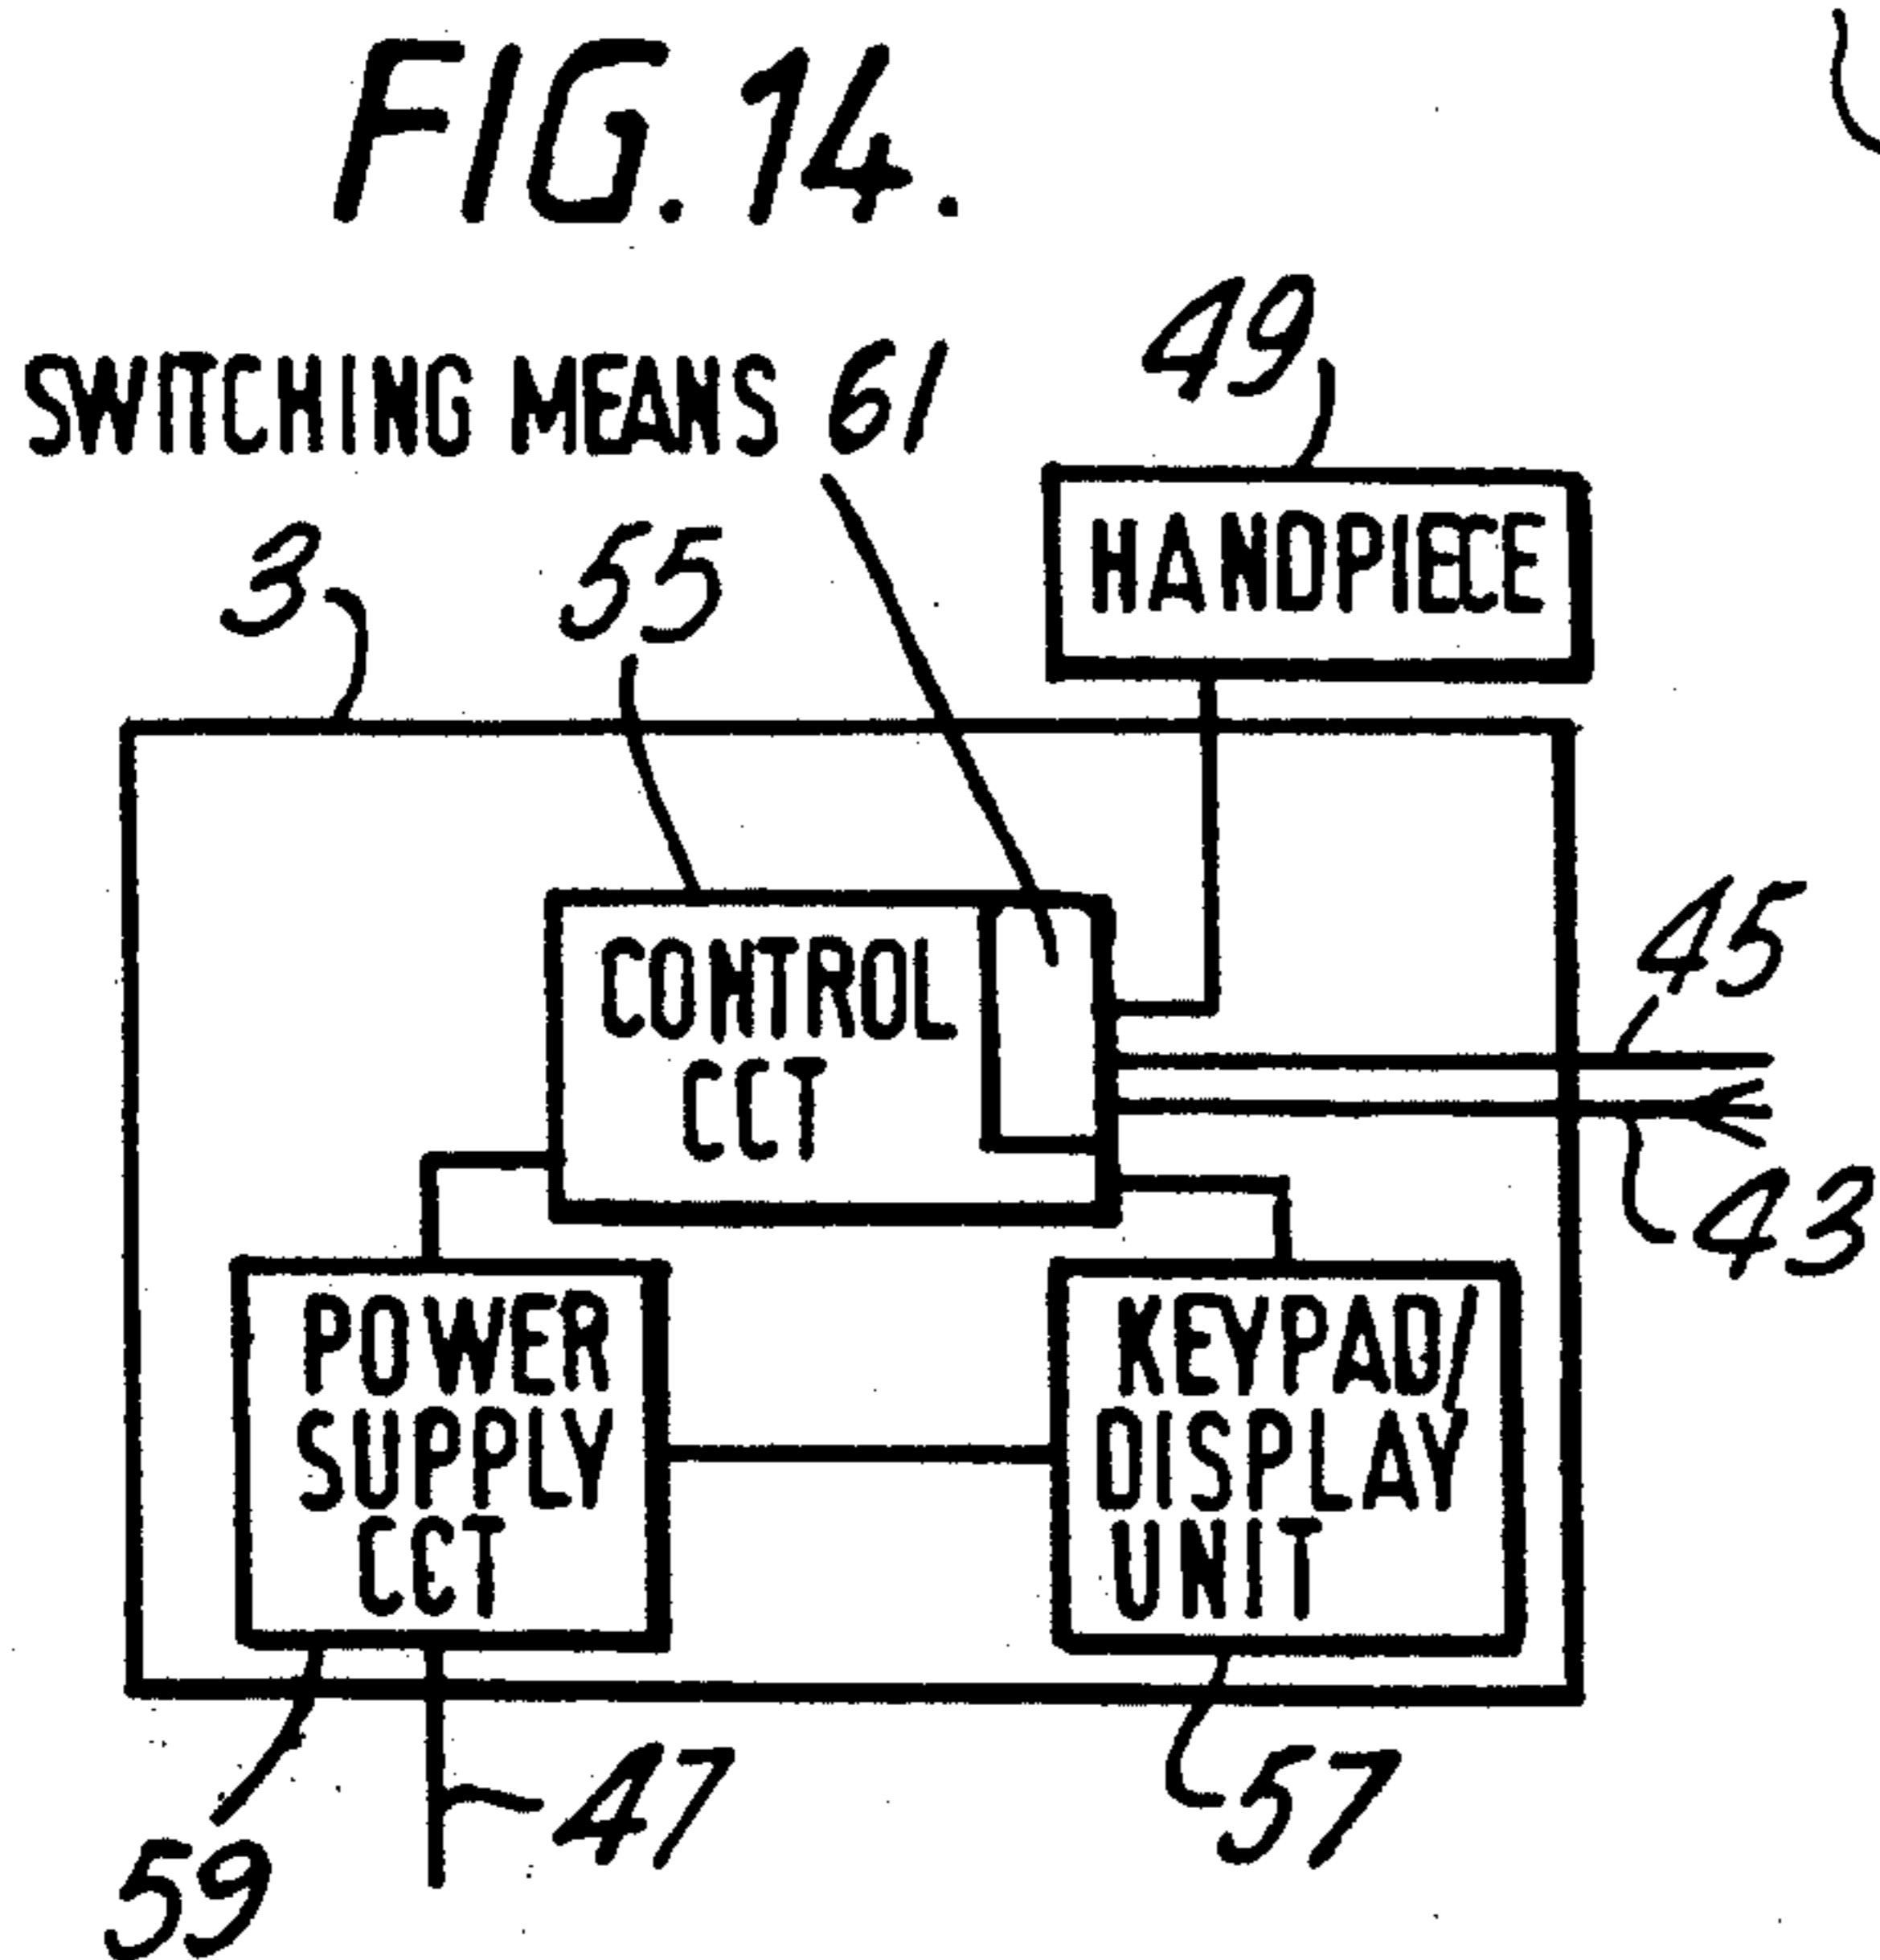 FIG. 14.
SWITCHING MEANS 61
49
HANDPIECE
3
55
CONTROL
CCT
45
43
POWER
SUPPLY
CCT
KEYPAD/
DISPLAY
UNIT
59
47
57